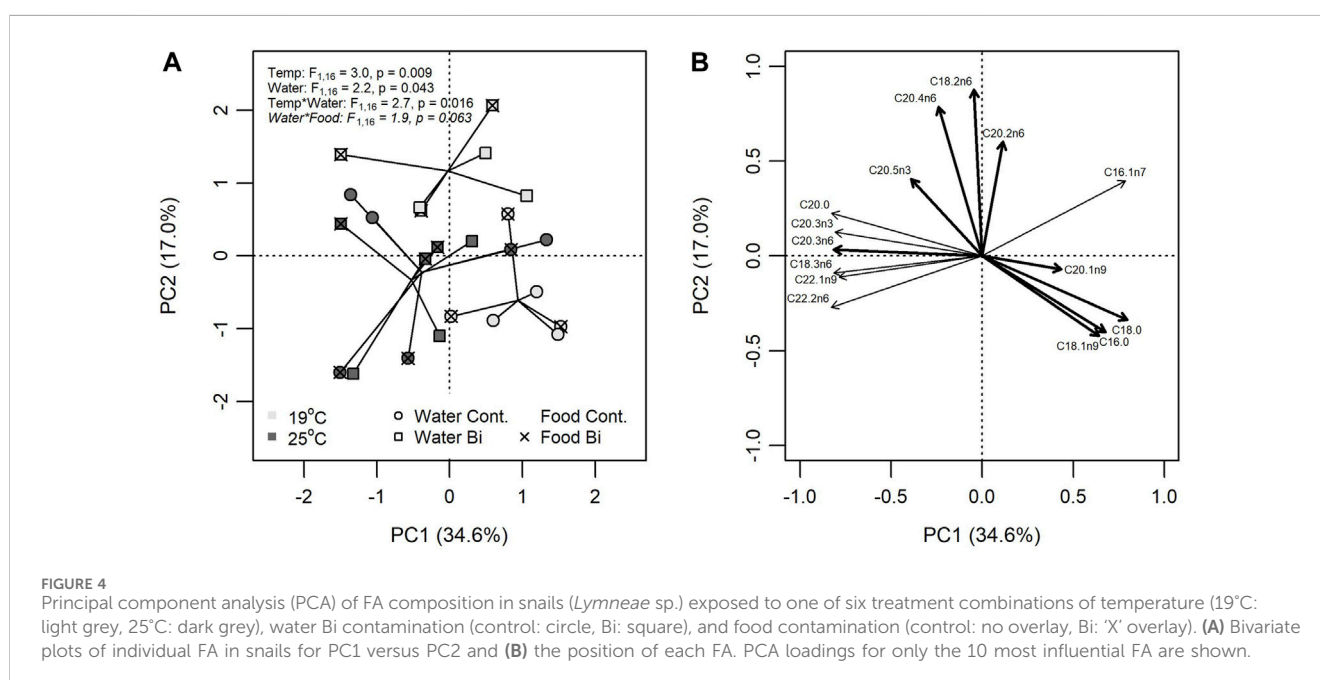 A
Temp: F1,16 = 3.0, p = 0.009
Water: F1,16 = 2.2, p = 0.043
Temp*Water: F1,16 = 2.7, p = 0.016
Water*Food: F1,16 = 1.9, p = 0.063
2
1
0
-1
-2
PC2 (17.0%)
19°C
25°C
Water Cont.
Water Bi
Food Cont.
Food Bi
-2 -1 0 1 2
PC1 (34.6%)
B
1.0
0.5
0.0
-0.5
-1.0
PC2 (17.0%)
C18.2n6
C20.4n6
C20.2n6
C20.5n3
C16.1n7
C20.0
C20.3n3
C20.3n6
C18.3n6
C22.1n9
C22.2n6
C20.1n9
C18.0
C18.1n9 C16.0
-1.0 -0.5 0.0 0.5 1.0
PC1 (34.6%)
FIGURE 4
Principal component analysis (PCA) of FA composition in snails (Lymneae sp.) exposed to one of six treatment combinations of temperature (19°C:
light grey, 25°C: dark grey), water Bi contamination (control: circle, Bi: square), and food contamination (control: no overlay, Bi: ‘X’ overlay). (A) Bivariate
plots of individual FA in snails for PC1 versus PC2 and (B) the position of each FA. PCA loadings for only the 10 most influential FA are shown.